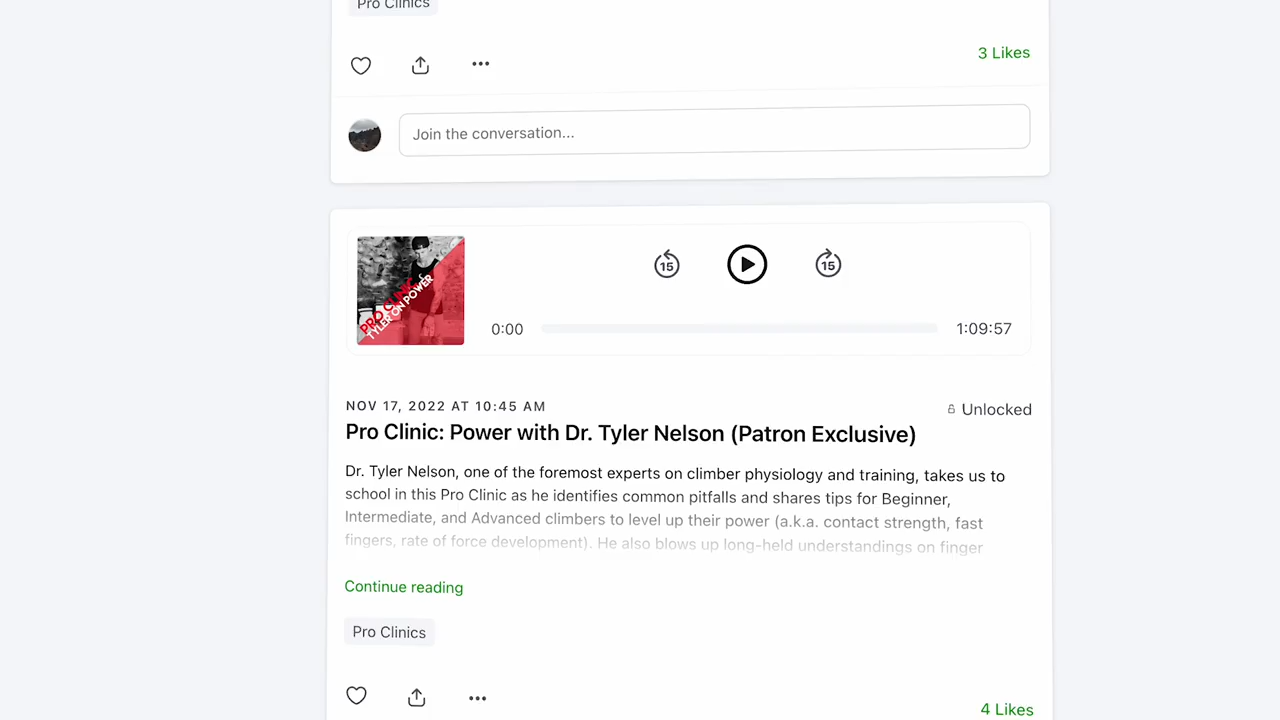 Pro Clinics
3 Likes
Join the conversation...
15
15
PRO CLINIC
TYLER ON POWER
0:00
1:09:57
NOV 17, 2022 AT 10:45 AM
Unlocked
Pro Clinic: Power with Dr. Tyler Nelson (Patron Exclusive)
Dr. Tyler Nelson, one of the foremost experts on climber physiology and training, takes us to
school in this Pro Clinic as he identifies common pitfalls and shares tips for Beginner,
Intermediate, and Advanced climbers to level up their power (a.k.a. contact strength, fast
fingers, rate of force development). He also blows up long-held understandings on finger
Continue reading
Pro Clinics
4 Likes